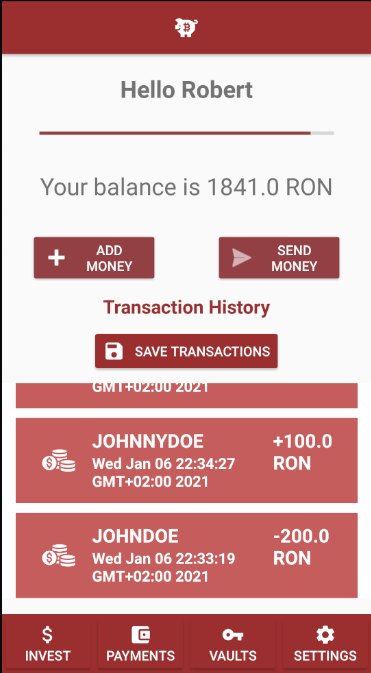 Hello Robert
Your balance is 1841.0 RON
ADD
MONEY
SEND
MONEY
Transaction History
SAVE TRANSACTIONS
GMT+02:00 2021
JOHNNYDOE
Wed Jan 06 22:34:27
GMT+02:00 2021
+100.0
RON
JOHNDOE
Wed Jan 06 22:33:19
GMT+02:00 2021
-200.0
RON
INVEST
PAYMENTS
VAULTS
SETTINGS